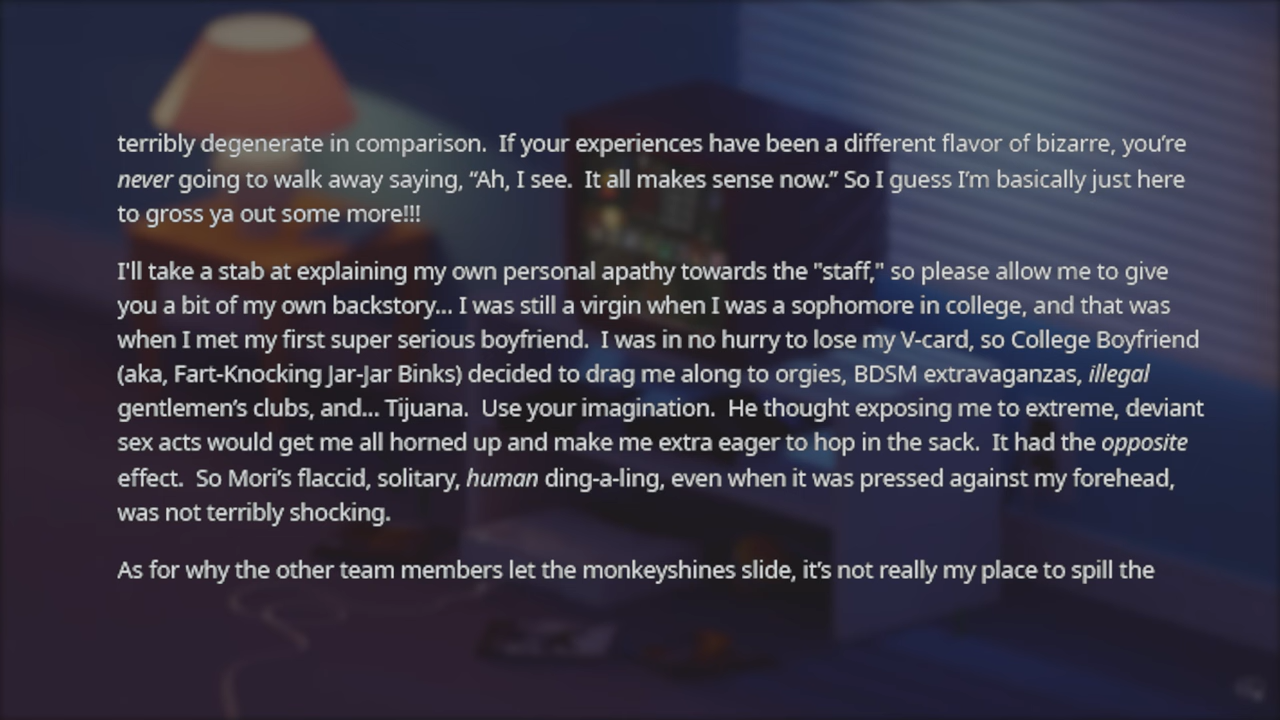 terribly degenerate in comparison.  If your experiences have been a different flavor of bizarre, you’re
never going to walk away saying, “Ah, I see.  It all makes sense now.” So I guess I’m basically just here
to gross ya out some more!!!
I'll take a stab at explaining my own personal apathy towards the "staff," so please allow me to give
you a bit of my own backstory... I was still a virgin when I was a sophomore in college, and that was
when I met my first super serious boyfriend.  I was in no hurry to lose my V-card, so College Boyfriend
(aka, Fart-Knocking Jar-Jar Binks) decided to drag me along to orgies, BDSM extravaganzas, illegal
gentlemen’s clubs, and... Tijuana.  Use your imagination.  He thought exposing me to extreme, deviant
sex acts would get me all horned up and make me extra eager to hop in the sack.  It had the opposite
effect.  So Mori’s flaccid, solitary, human ding-a-ling, even when it was pressed against my forehead,
was not terribly shocking.
As for why the other team members let the monkeyshines slide, it’s not really my place to spill the